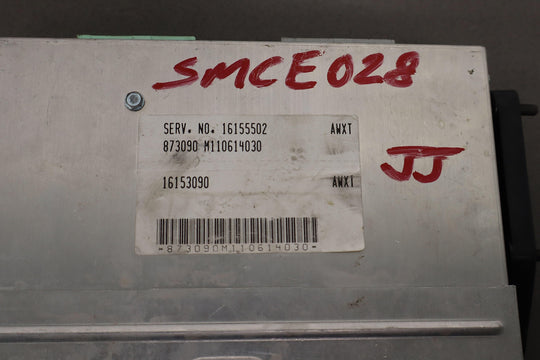 SMCE028
SERV. NO. 16155502 AWXT
873090 M110614030
JJ
16153090 AWXT
-873090M110614030-